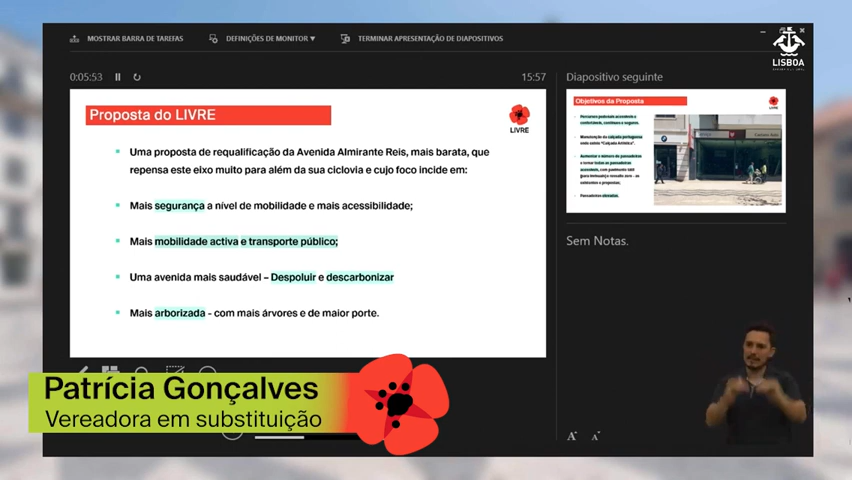 MOSTRAR BARRA DE TAREFAS
DEFINIÇÕES DE MONITOR ▼
TERMINAR APRESENTAÇÃO DE DIAPOSITIVOS
LISBOA
0:05:53
15:57
Diapositivo seguinte
Proposta do LIVRE
LIVRE
Uma proposta de requalificação da Avenida Almirante Reis, mais barata, que
repensa este eixo muito para além da sua ciclovia e cujo foco incide em:
Mais segurança a nível de mobilidade e mais acessibilidade;
Mais mobilidade activa e transporte público;
Uma avenida mais saudável – Despoluir e descarbonizar
Mais arborizada - com mais árvores e de maior porte.
Objetivos da Proposta
Sem Notas.
Patrícia Gonçalves
Vereadora em substituição
A A